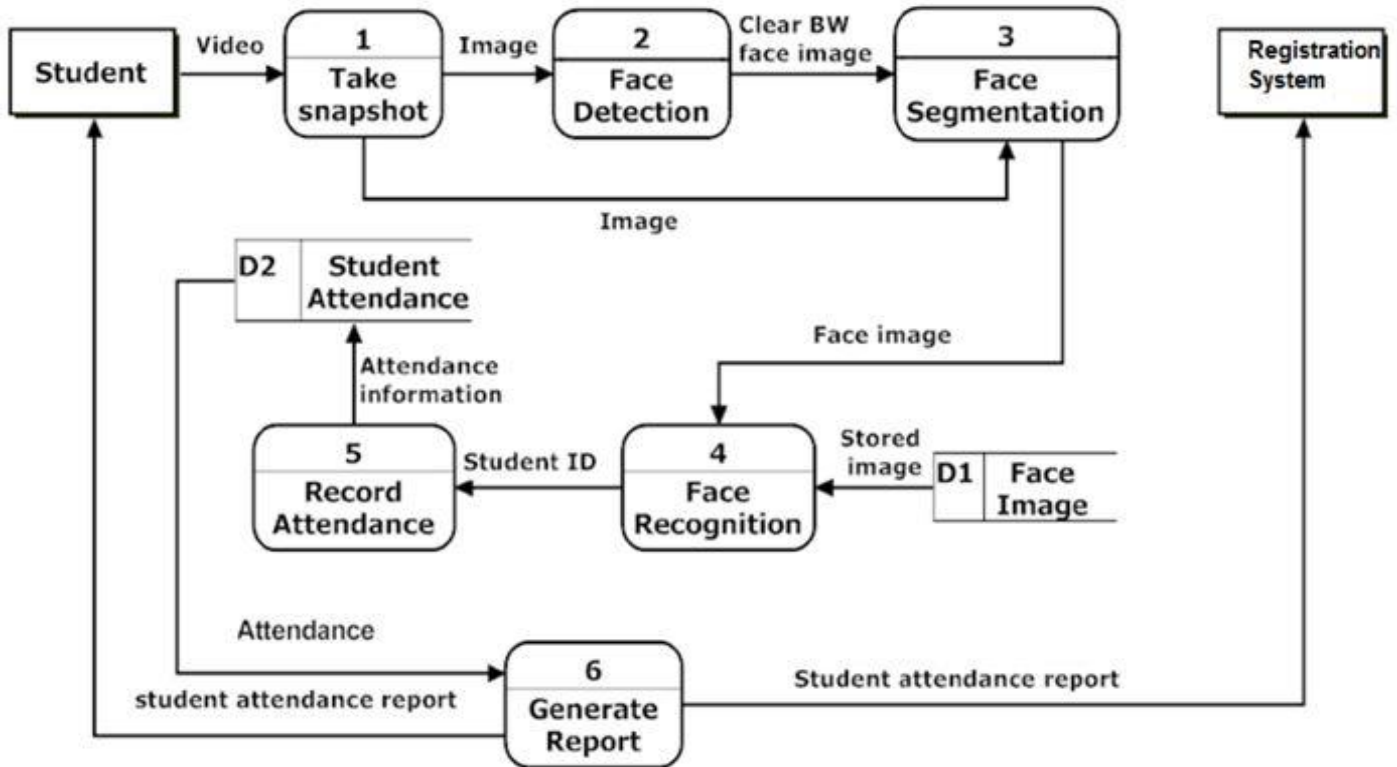 Student
Video
1
Take
snapshot
Image
2
Face
Detection
Clear BW
face image
3
Face
Segmentation
Registration
System
Image
D2
Student
Attendance
Face image
Attendance
information
5
Record
Attendance
Student ID
4
Face
Recognition
Stored
image
D1
Face
Image
Attendance
student attendance report
6
Generate
Report
Student attendance report